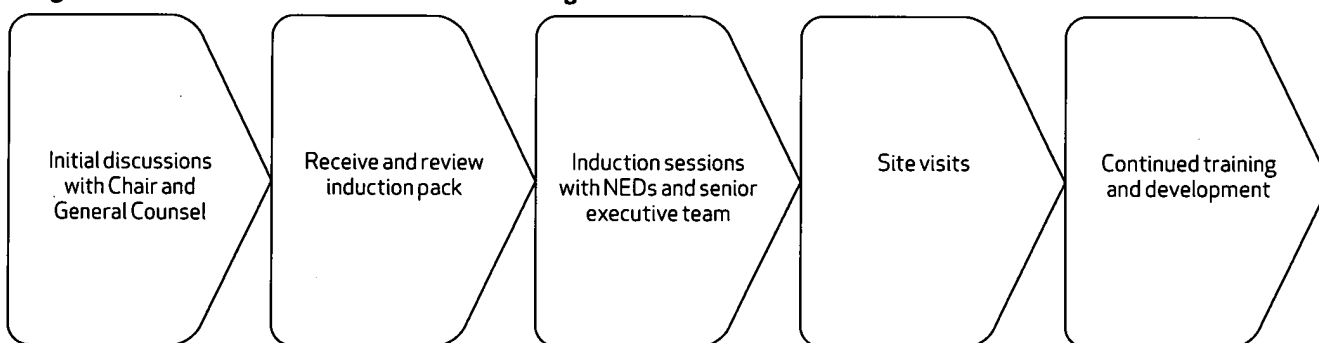 Initial discussions
with Chair and
General Counsel
Receive and review
induction pack
Induction sessions
with NEDs and senior
executive team
Site visits
Continued training
and development